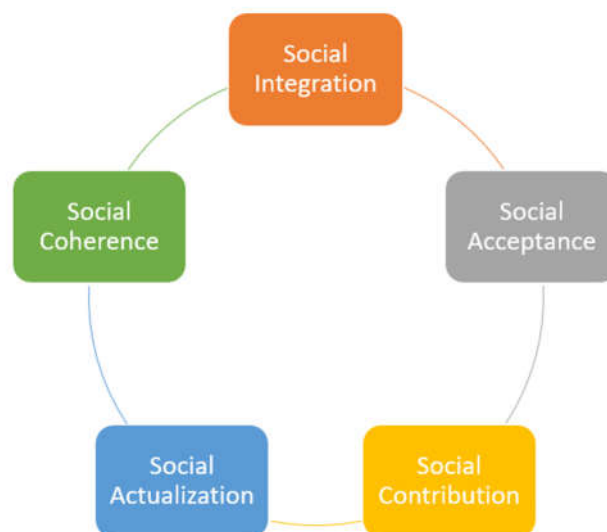 Social
Integration
Social
Acceptance
Social
Contribution
Social
Actualization
Social
Coherence